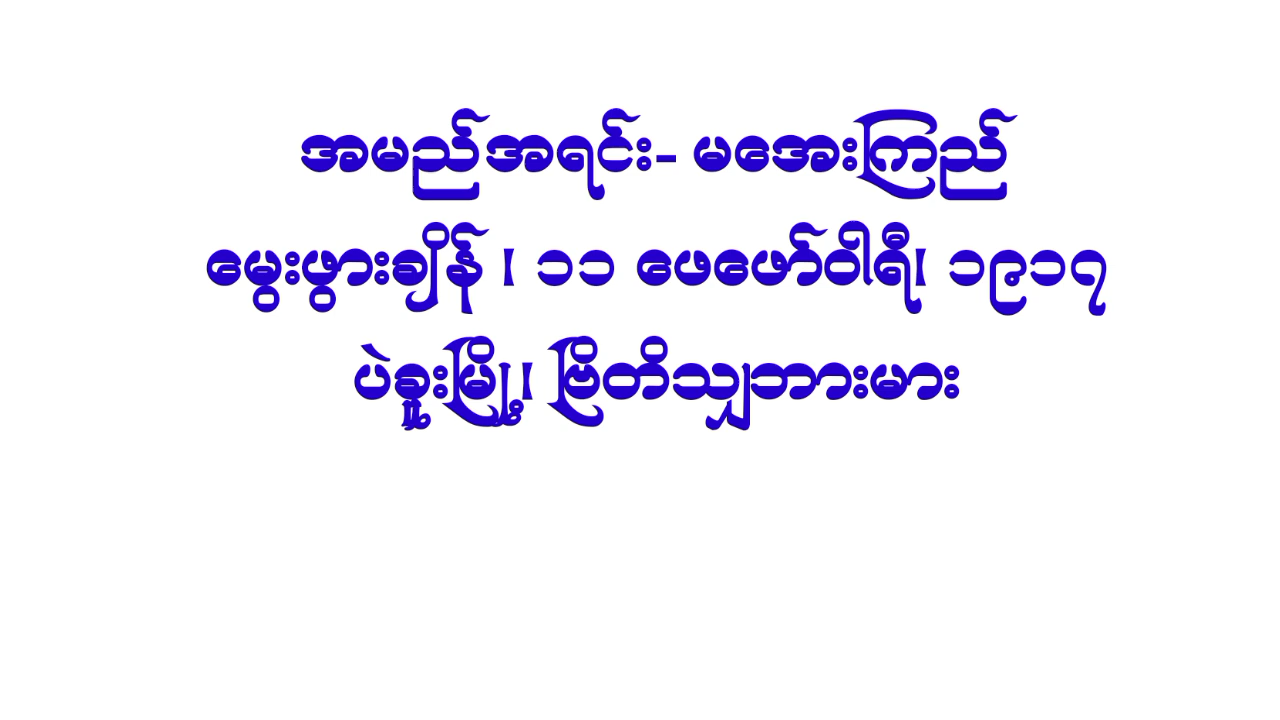 အမည်အရင်း- မအေးကြည်
မွေးဖွားချိန် ၊ ၁၁ ဖေဖော်ဝါရီ၊ ၁၉၁၇
ပဲခူးမြို့၊ ဗြိတိသျှဘားမား